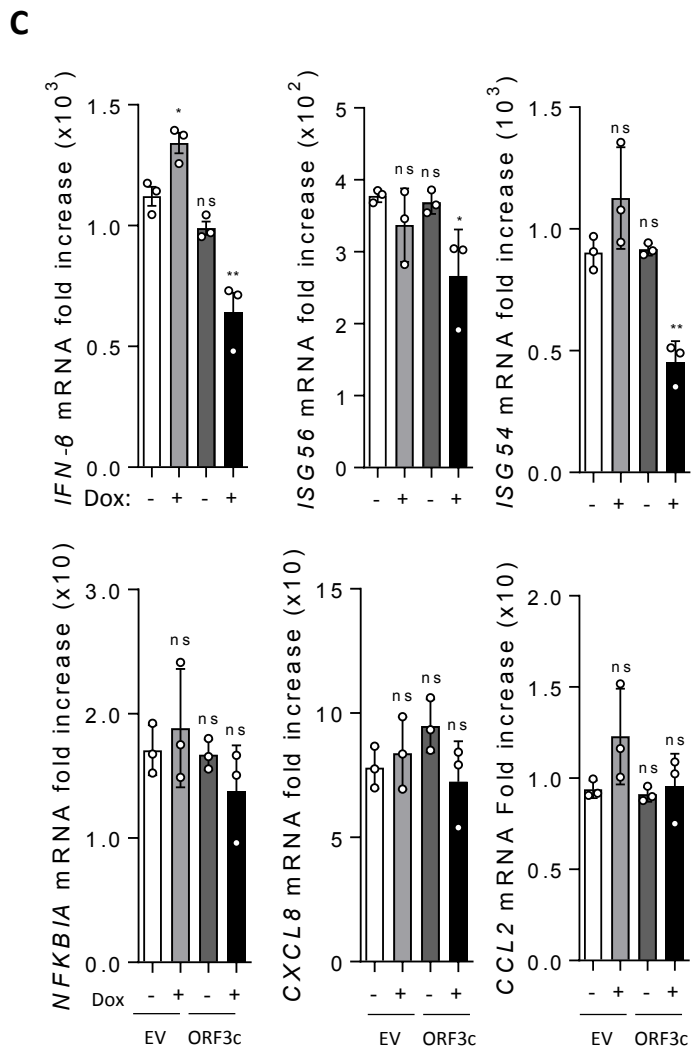 C
IFN-β mRNA fold increase (x10³)
1.5
1.0
0.5
0.0
*
ns
**
Dox: - + - +
ISG56 mRNA fold increase (x10²)
5
4
3
2
1
0
ns
ns
*
- + - +
ISG54 mRNA fold increase (10³)
1.5
1.0
0.5
0.0
ns
ns
**
- + - +
NFKBIA mRNA fold increase (x10)
3.0
2.0
1.0
0.0
ns
ns
ns
Dox - + - +
EV ORF3c
CXCL8 mRNA fold increase (x10)
15
10
5
0
ns
ns
ns
- + - +
EV ORF3c
CCL2 mRNA Fold increase (x10)
2.0
1.5
1.0
0.5
0.0
ns
ns
ns
- + - +
EV ORF3c